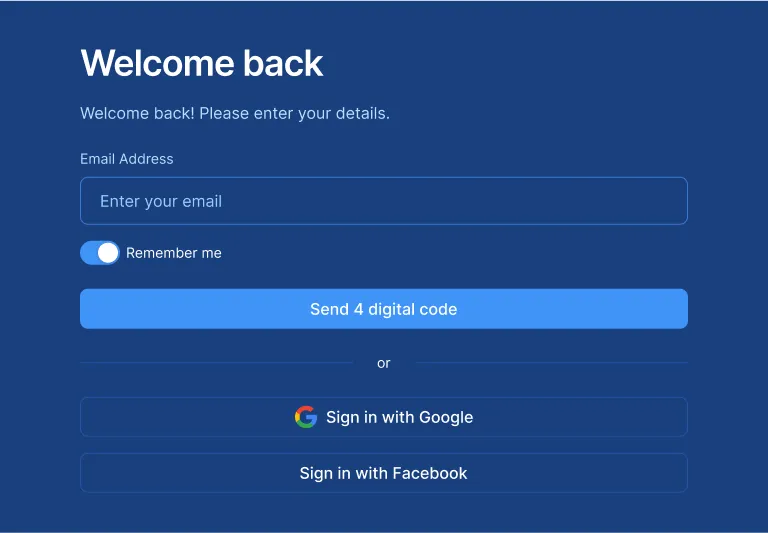 Welcome back
Welcome back! Please enter your details.
Email Address
Enter your email
Remember me
Send 4 digital code
or
Sign in with Google
Sign in with Facebook